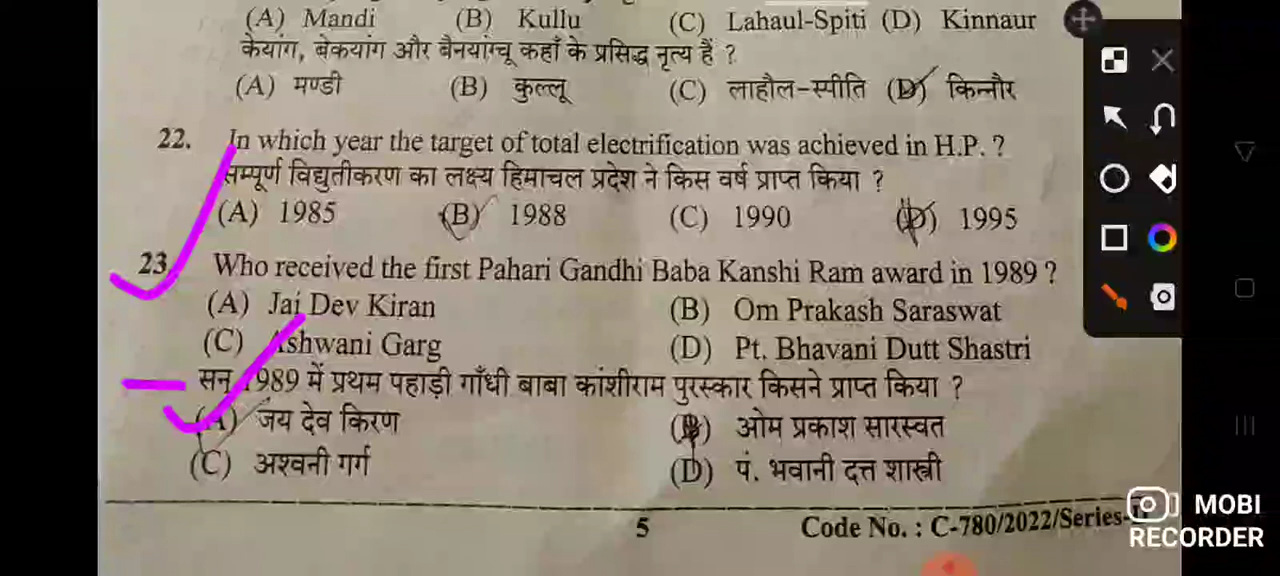 (A) Mandi (B) Kullu (C) Lahaul-Spiti (D) Kinnaur
केयांग, बेकयांग और बैनयांग्चू कहाँ के प्रसिद्ध नृत्य हैं ?
(A) मण्डी (B) कुल्लू (C) लाहौल-स्पीति (D) किन्नौर
22. In which year the target of total electrification was achieved in H.P. ?
सम्पूर्ण विद्युतीकरण का लक्ष्य हिमाचल प्रदेश ने किस वर्ष प्राप्त किया ?
(A) 1985 (B) 1988 (C) 1990 (D) 1995
23. Who received the first Pahari Gandhi Baba Kanshi Ram award in 1989 ?
(A) Jai Dev Kiran (B) Om Prakash Saraswat
(C) Ashwani Garg (D) Pt. Bhavani Dutt Shastri
सन् 1989 में प्रथम पहाड़ी गाँधी बाबा कांशीराम पुरस्कार किसने प्राप्त किया ?
(A) जय देव किरण (B) ओम प्रकाश सारस्वत
(C) अश्वनी गर्ग (D) पं. भवानी दत्त शास्त्री
5 Code No. : C-780/2022/Series-
MOBI
RECORDER